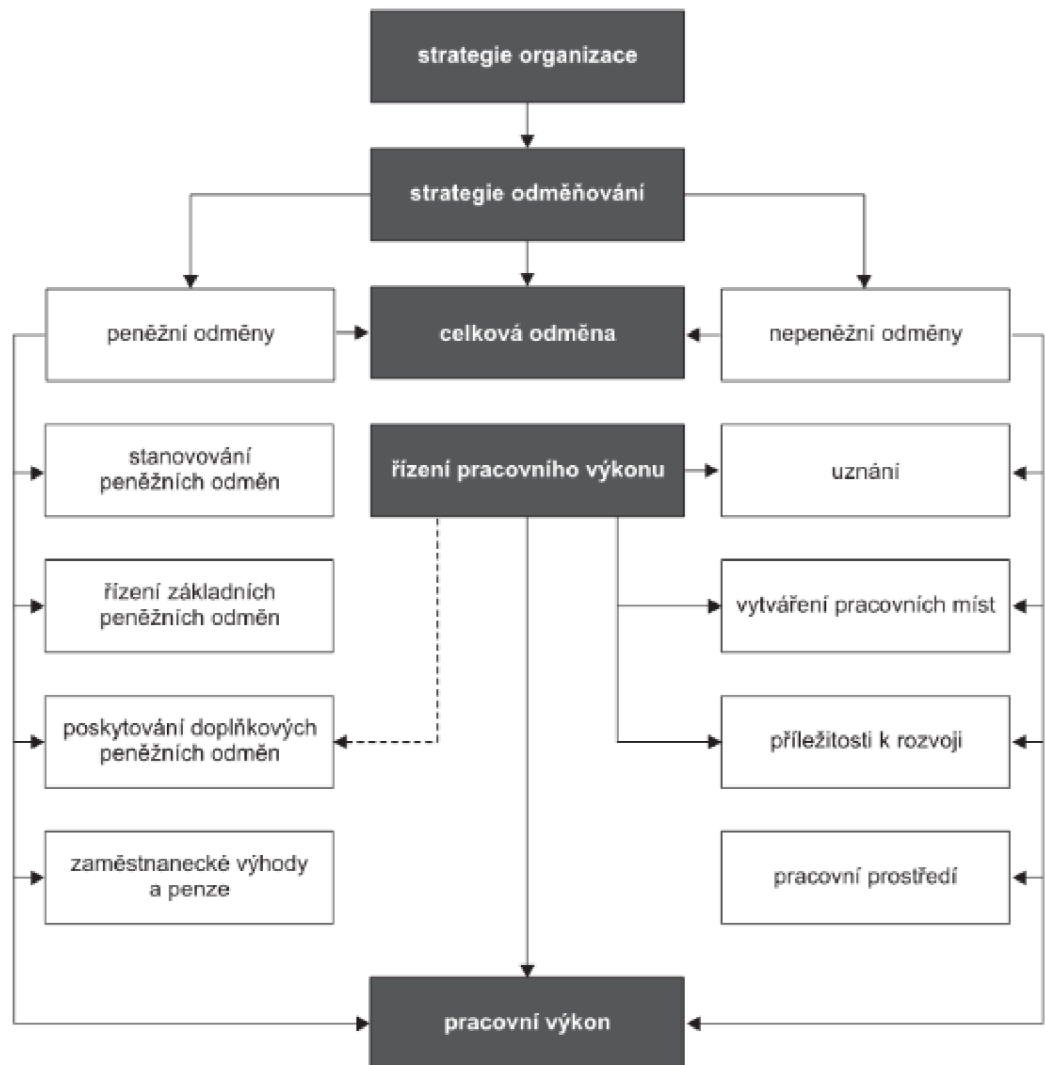 strategie organizace
strategie odměňování
peněžní odměny
celková odměna
nepeněžní odměny
stanovování
peněžních odměn
řízení pracovního výkonu
uznání
řízení základních
peněžních odměn
vytváření pracovních míst
poskytování doplňkových
peněžních odměn
příležitosti k rozvoji
zaměstnanecké výhody
a penze
pracovní prostředí
pracovní výkon